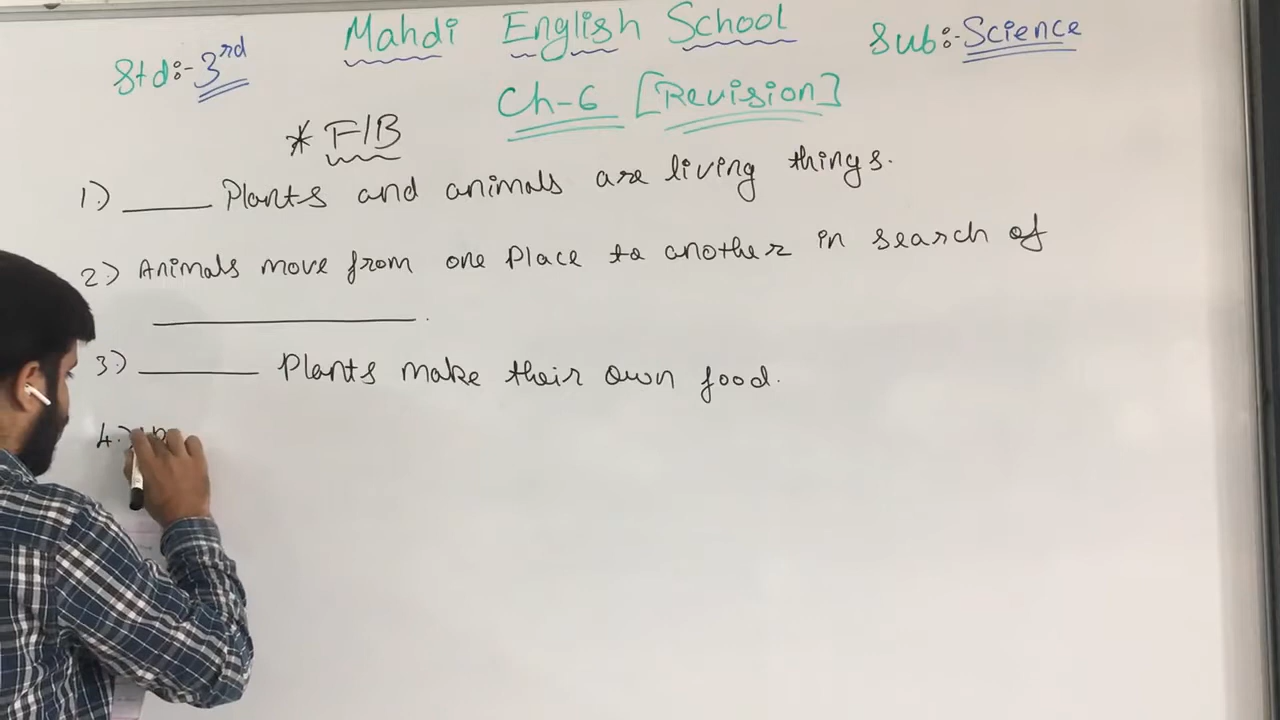 Mahdi English School
Std:- 3rd
Sub:- Science
Ch-6 [Revision]
* F/B
1.) _____ Plants and animals are living things.
2.) Animals move from one Place to another in search of
_______________.
3.) _______ Plants make their own food.
4.)